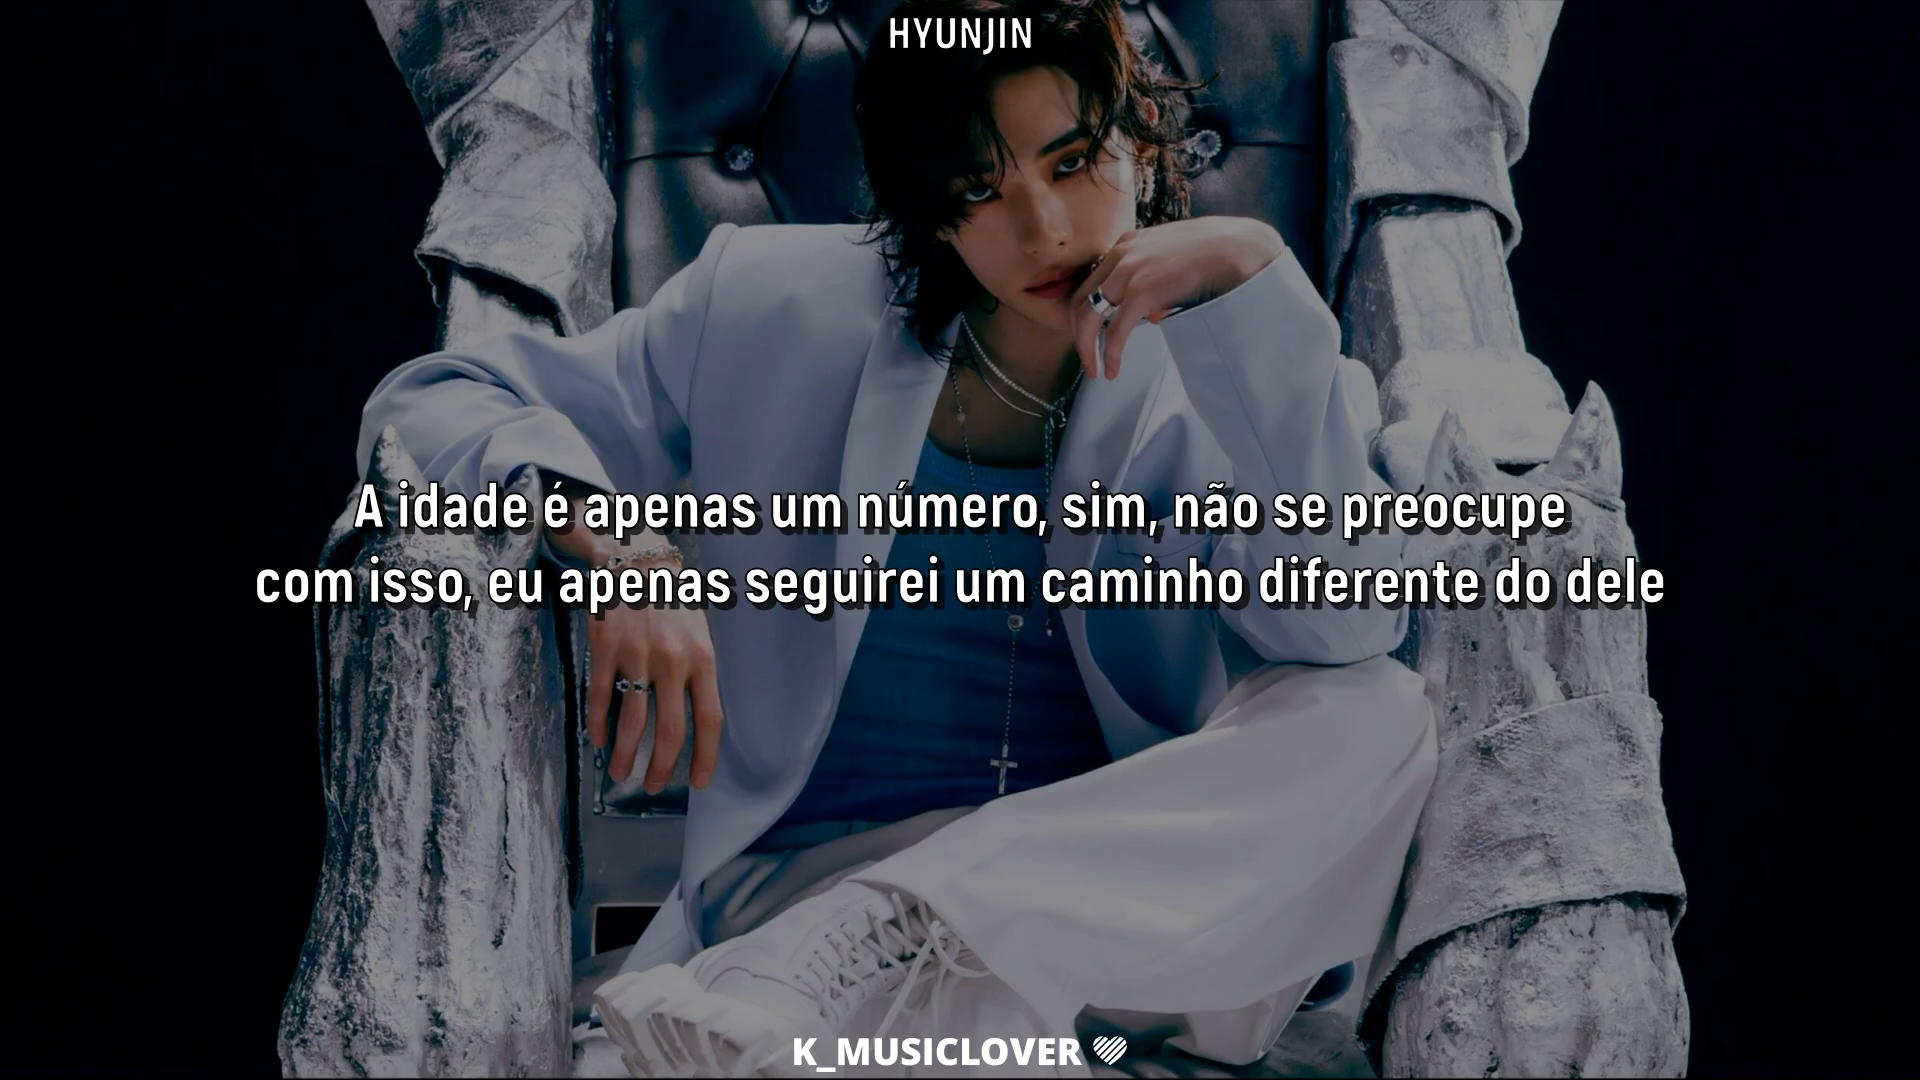 HYUNJIN
A idade é apenas um número, sim, não se preocupe
com isso, eu apenas seguirei um caminho diferente do dele
K_MUSICLOVER